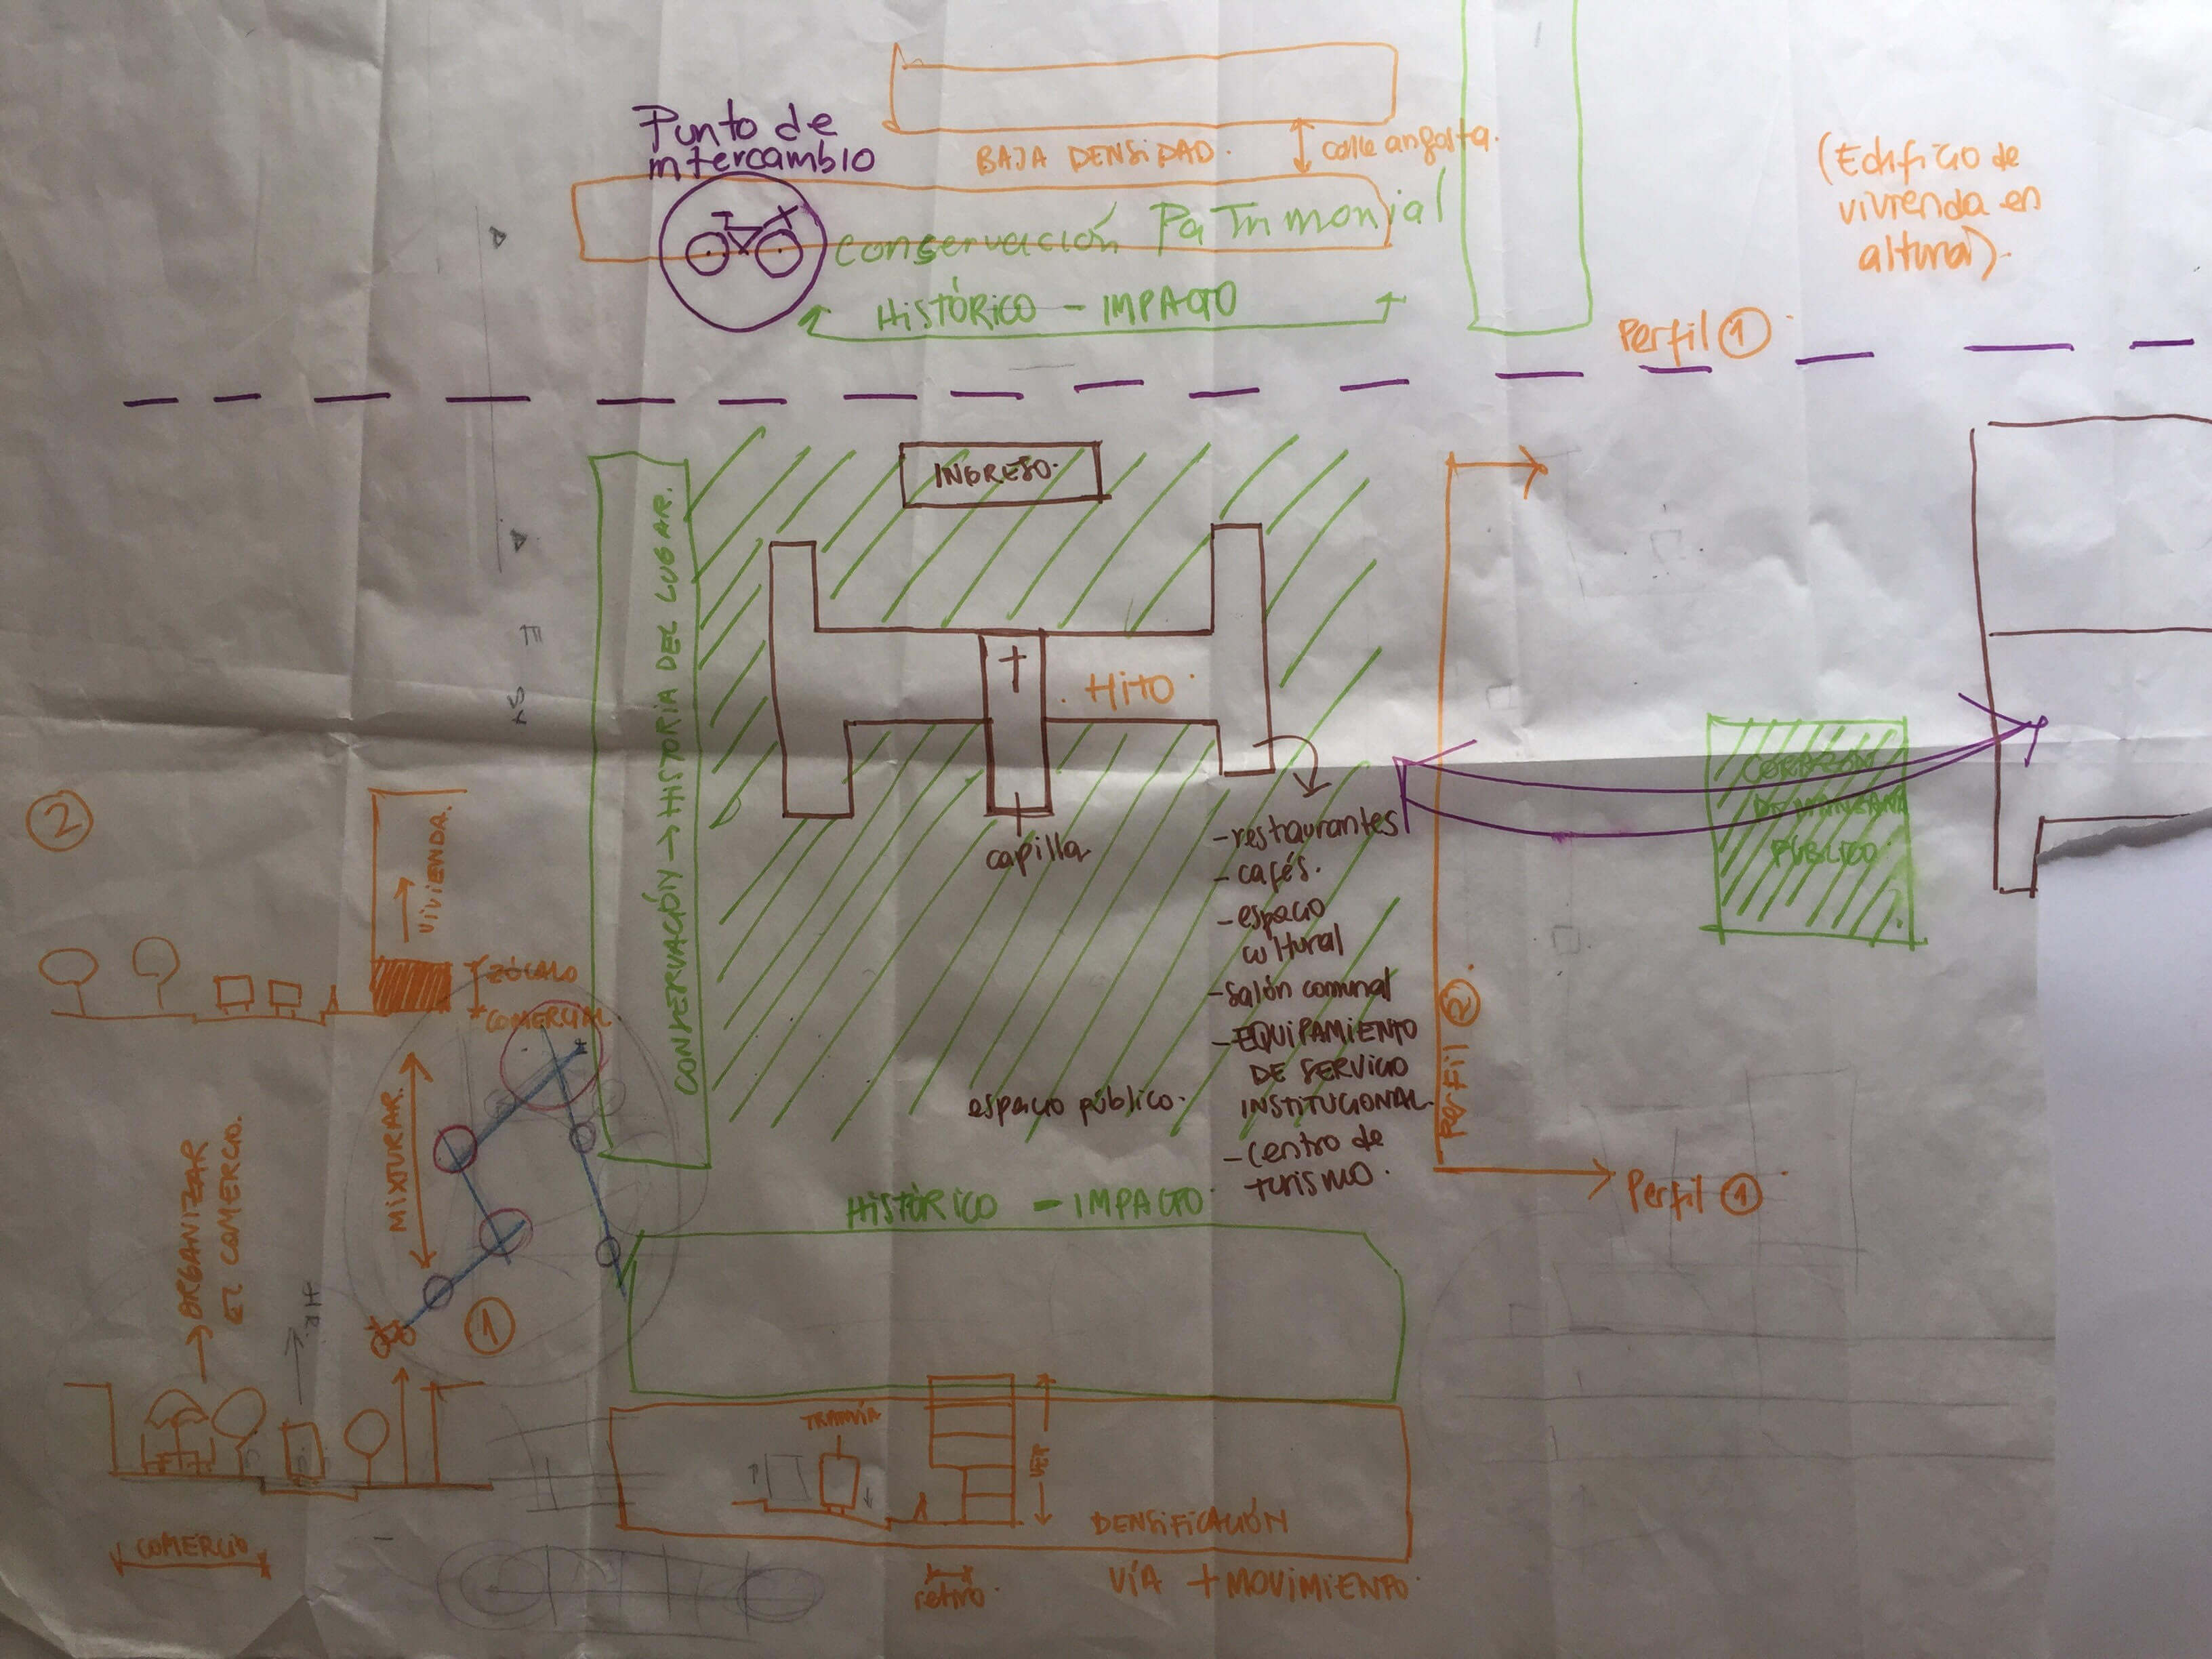 Punto de
intercambio
BAJA DENSIDAD.
calle angosta.
(Edificio de
vivienda en
altura).
Conservación Patrimonial
HISTÓRICO - IMPACTO
Perfil 1
INGRESO.
CONSERVACIÓN → HISTORIA DEL LUGAR.
HITO
capilla
CORAZÓN
DE MANZANA
PÚBLICO.
- restaurantes
- cafés.
- espacio
cultural
- salón comunal
- EQUIPAMIENTO
DE SERVICIO
INSTITUCIONAL.
- centro de
turismo.
espacio público.
Perfil 2.
Perfil 1
HISTÓRICO - IMPACTO
2
VIVIENDA.
ZÓCALO
COMERCIAL
MIXTURAR.
→ ORGANIZAR
EL COMERCIO.
1
COMERCIO
TRANVÍA
DENSIFICACIÓN
retiro.
VÍA + MOVIMIENTO.